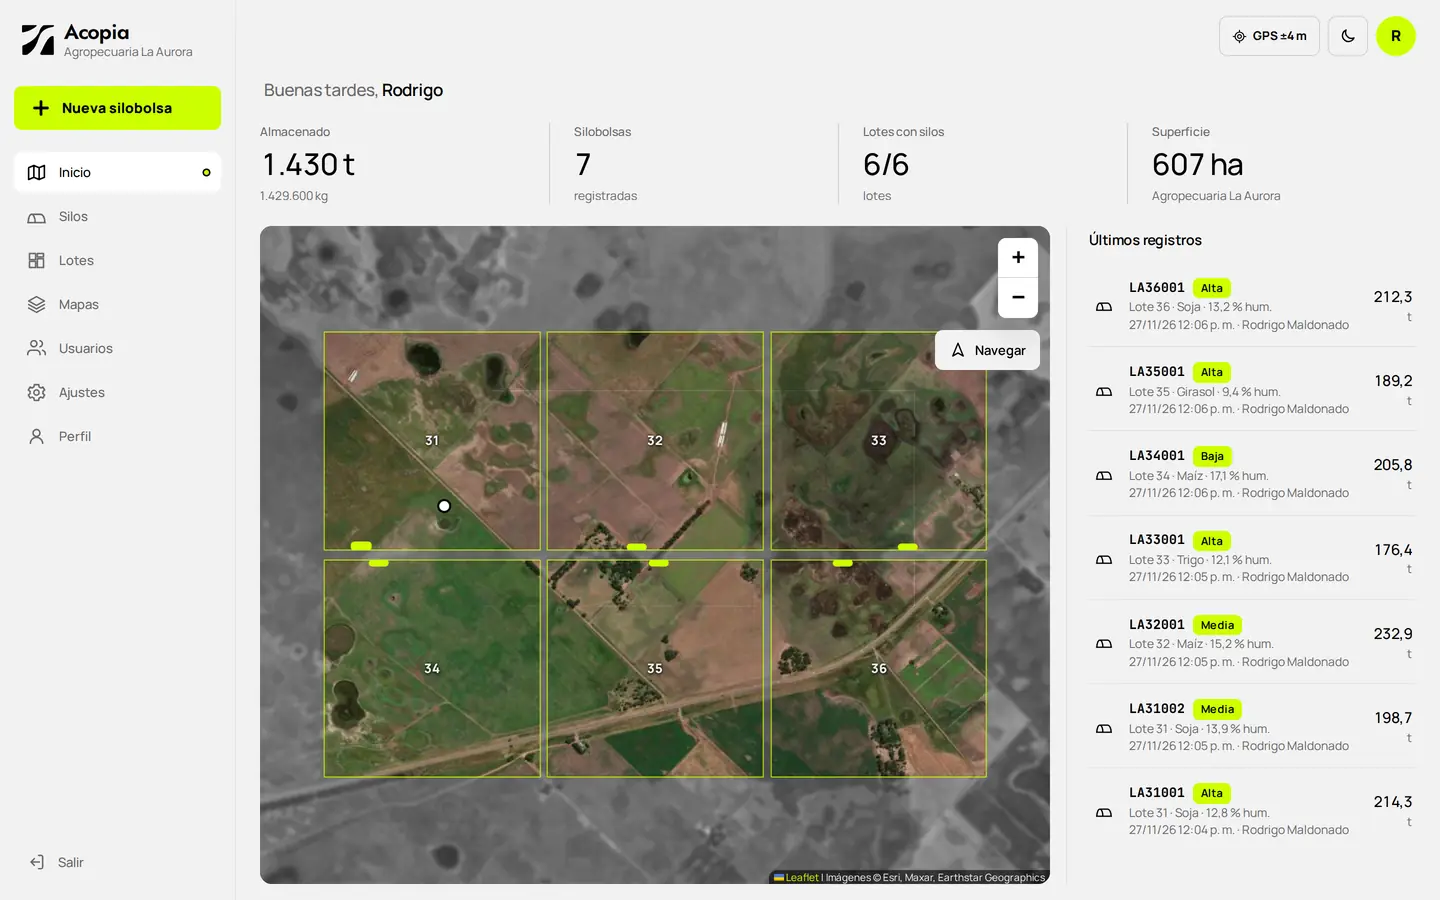 Acopia
Agropecuaria La Aurora
GPS ±4 m
R
Nueva silobolsa
Inicio
Silos
Lotes
Mapas
Usuarios
Ajustes
Perfil
Salir
Buenas tardes, Rodrigo
Almacenado
1.430 t
1.429.600 kg
Silobolsas
7
registradas
Lotes con silos
6/6
lotes
Superficie
607 ha
Agropecuaria La Aurora
+
−
Navegar
31
32
33
34
35
36
Leaflet | Imágenes © Esri, Maxar, Earthstar Geographics
Últimos registros
LA36001 Alta
Lote 36 · Soja · 13,2 % hum.
27/11/26 12:06 p. m. · Rodrigo Maldonado
212,3
t
LA35001 Alta
Lote 35 · Girasol · 9,4 % hum.
27/11/26 12:06 p. m. · Rodrigo Maldonado
189,2
t
LA34001 Baja
Lote 34 · Maíz · 17,1 % hum.
27/11/26 12:06 p. m. · Rodrigo Maldonado
205,8
t
LA33001 Alta
Lote 33 · Trigo · 12,1 % hum.
27/11/26 12:05 p. m. · Rodrigo Maldonado
176,4
t
LA32001 Media
Lote 32 · Maíz · 15,2 % hum.
27/11/26 12:05 p. m. · Rodrigo Maldonado
232,9
t
LA31002 Media
Lote 31 · Soja · 13,9 % hum.
27/11/26 12:05 p. m. · Rodrigo Maldonado
198,7
t
LA31001 Alta
Lote 31 · Soja · 12,8 % hum.
27/11/26 12:04 p. m. · Rodrigo Maldonado
214,3
t